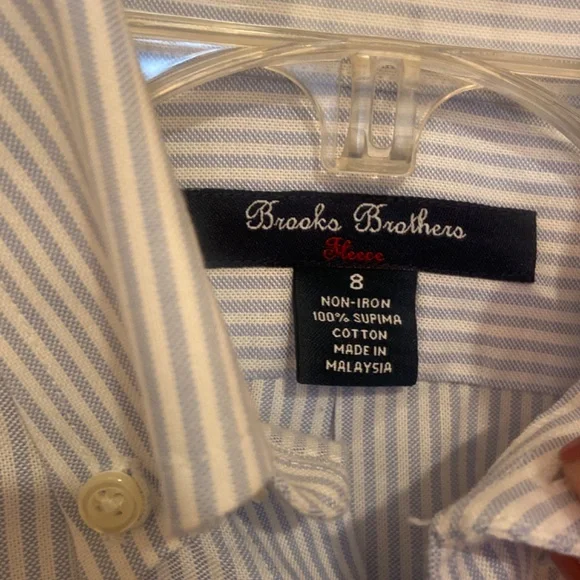 Brooks Brothers
Fleece
8
NON-IRON
100% SUPIMA
COTTON
MADE IN
MALAYSIA